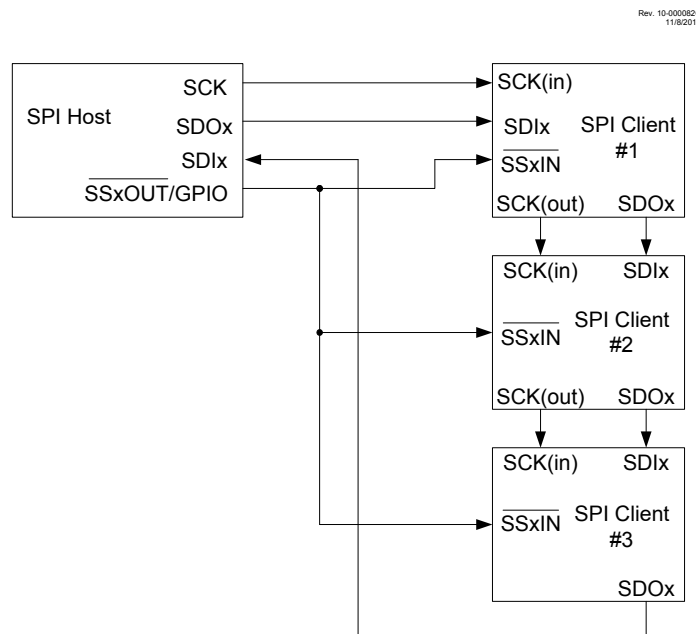 Rev. 10-000082
11/8/201
SPI Host
SCK
SDOx
SDIx
SSxOUT/GPIO
SCK(in)
SDIx
SPI Client
#1
SSxIN
SCK(out) SDOx
SCK(in) SDIx
SPI Client
#2
SSxIN
SCK(out) SDOx
SCK(in) SDIx
SPI Client
#3
SSxIN
SDOx